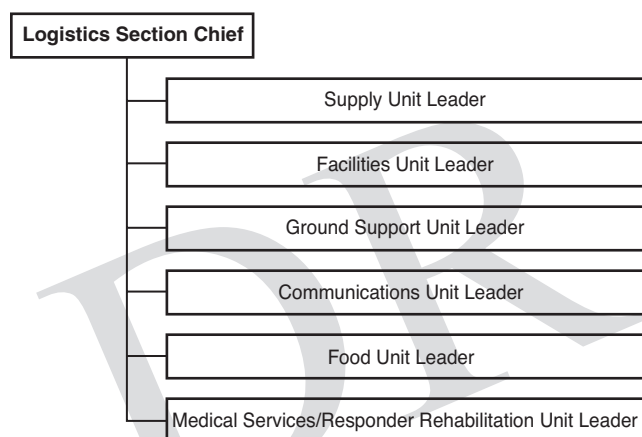 Logistics Section Chief
Supply Unit Leader
Facilities Unit Leader
Ground Support Unit Leader
Communications Unit Leader
Food Unit Leader
Medical Services/Responder Rehabilitation Unit Leader
DR